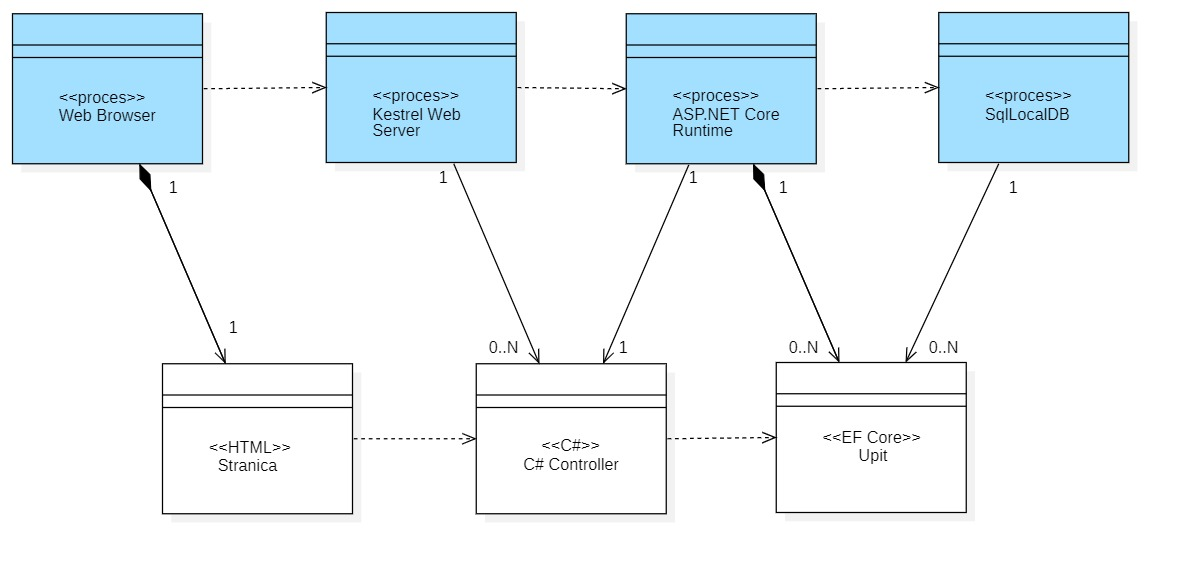 <<proces>>
Web Browser
<<proces>>
Kestrel Web
Server
<<proces>>
ASP.NET Core
Runtime
<<proces>>
SqlLocalDB
1
1
1
1
1
1
0..N
1
0..N
0..N
<<HTML>>
Stranica
<<C#>>
C# Controller
<<EF Core>>
Upit